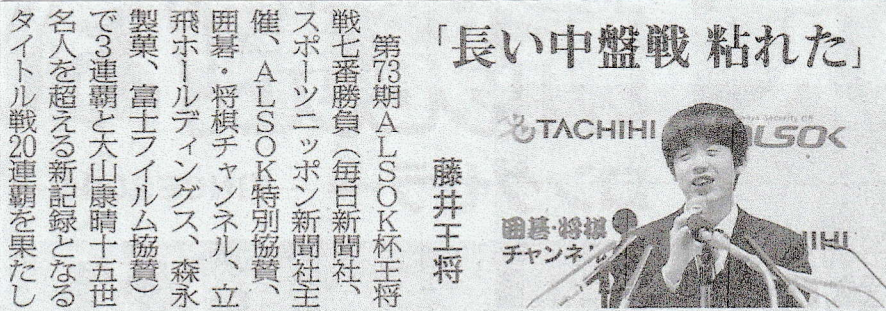 「長い中盤戦 粘れた」
藤井王将
TACHIHI
ALSOK
囲碁・将棋
チャンネル
HIHI
第73期ALSOK杯王将
戦七番勝負（毎日新聞社、
スポーツニッポン新聞社主
催、ALSOK特別協賛、
囲碁・将棋チャンネル、立
飛ホールディングス、森永
製菓、富士フイルム協賛）
で3連覇と大山康晴十五世
名人を超える新記録となる
タイトル戦20連覇を果たし